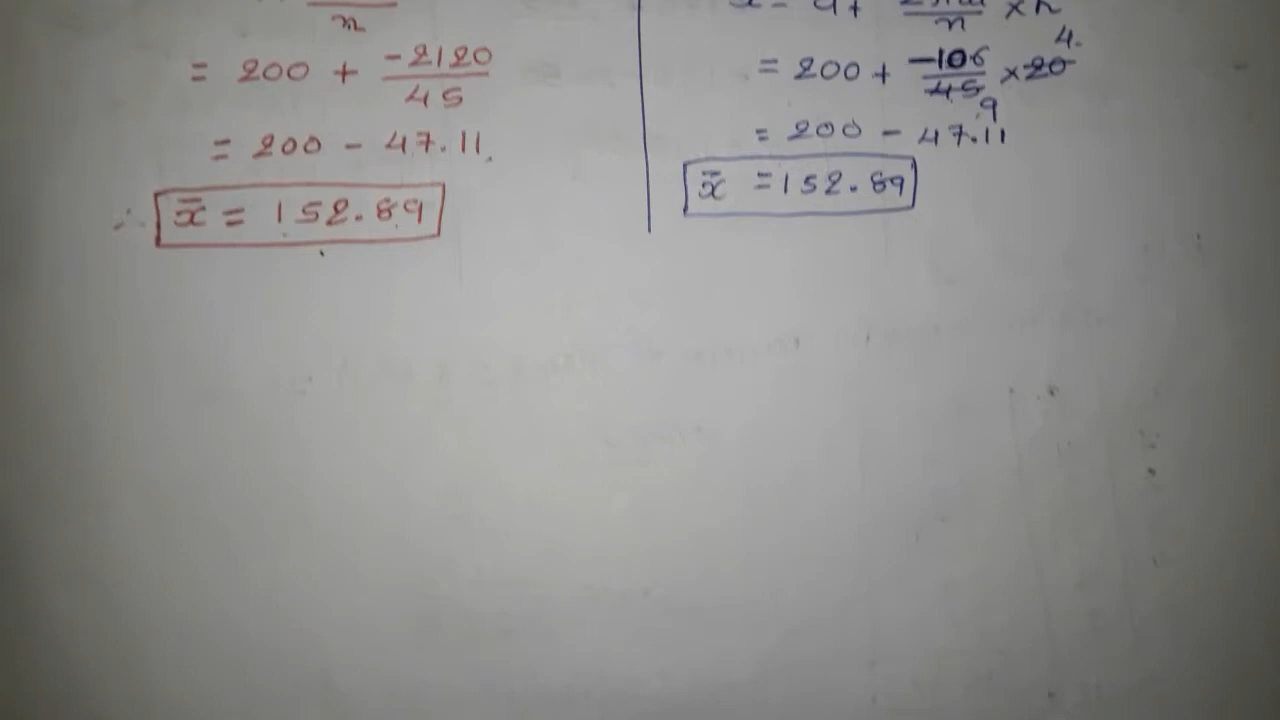 n
= 200 + -2120/45
= 200 - 47.11
∴ x̄ = 152.89
n × h
= 200 + -106/45 × 20 4.
9
= 200 - 47.11
x̄ = 152.89